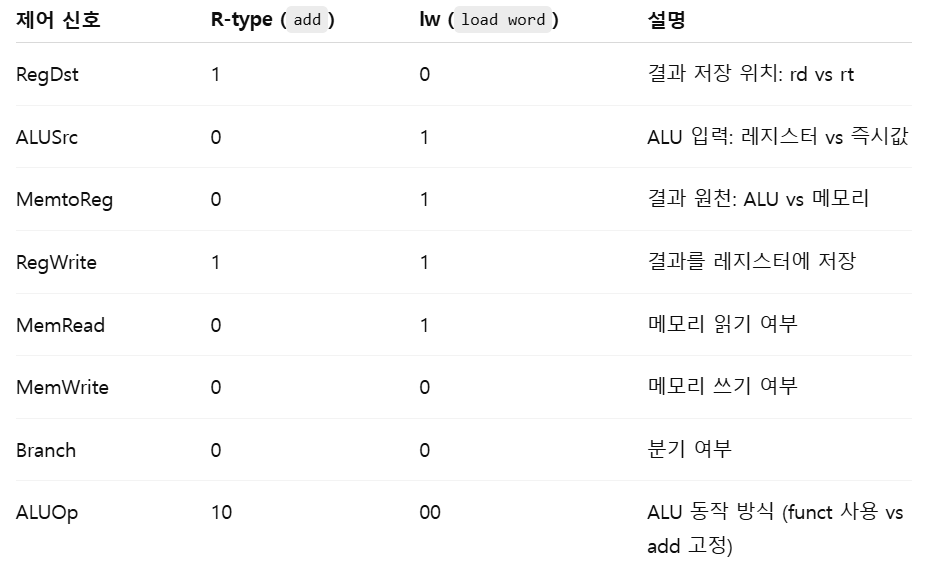 제어 신호 R-type (add) lw (load word) 설명
RegDst 1 0 결과 저장 위치: rd vs rt
ALUSrc 0 1 ALU 입력: 레지스터 vs 즉시값
MemtoReg 0 1 결과 원천: ALU vs 메모리
RegWrite 1 1 결과를 레지스터에 저장
MemRead 0 1 메모리 읽기 여부
MemWrite 0 0 메모리 쓰기 여부
Branch 0 0 분기 여부
ALUOp 10 00 ALU 동작 방식 (funct 사용 vs
add 고정)